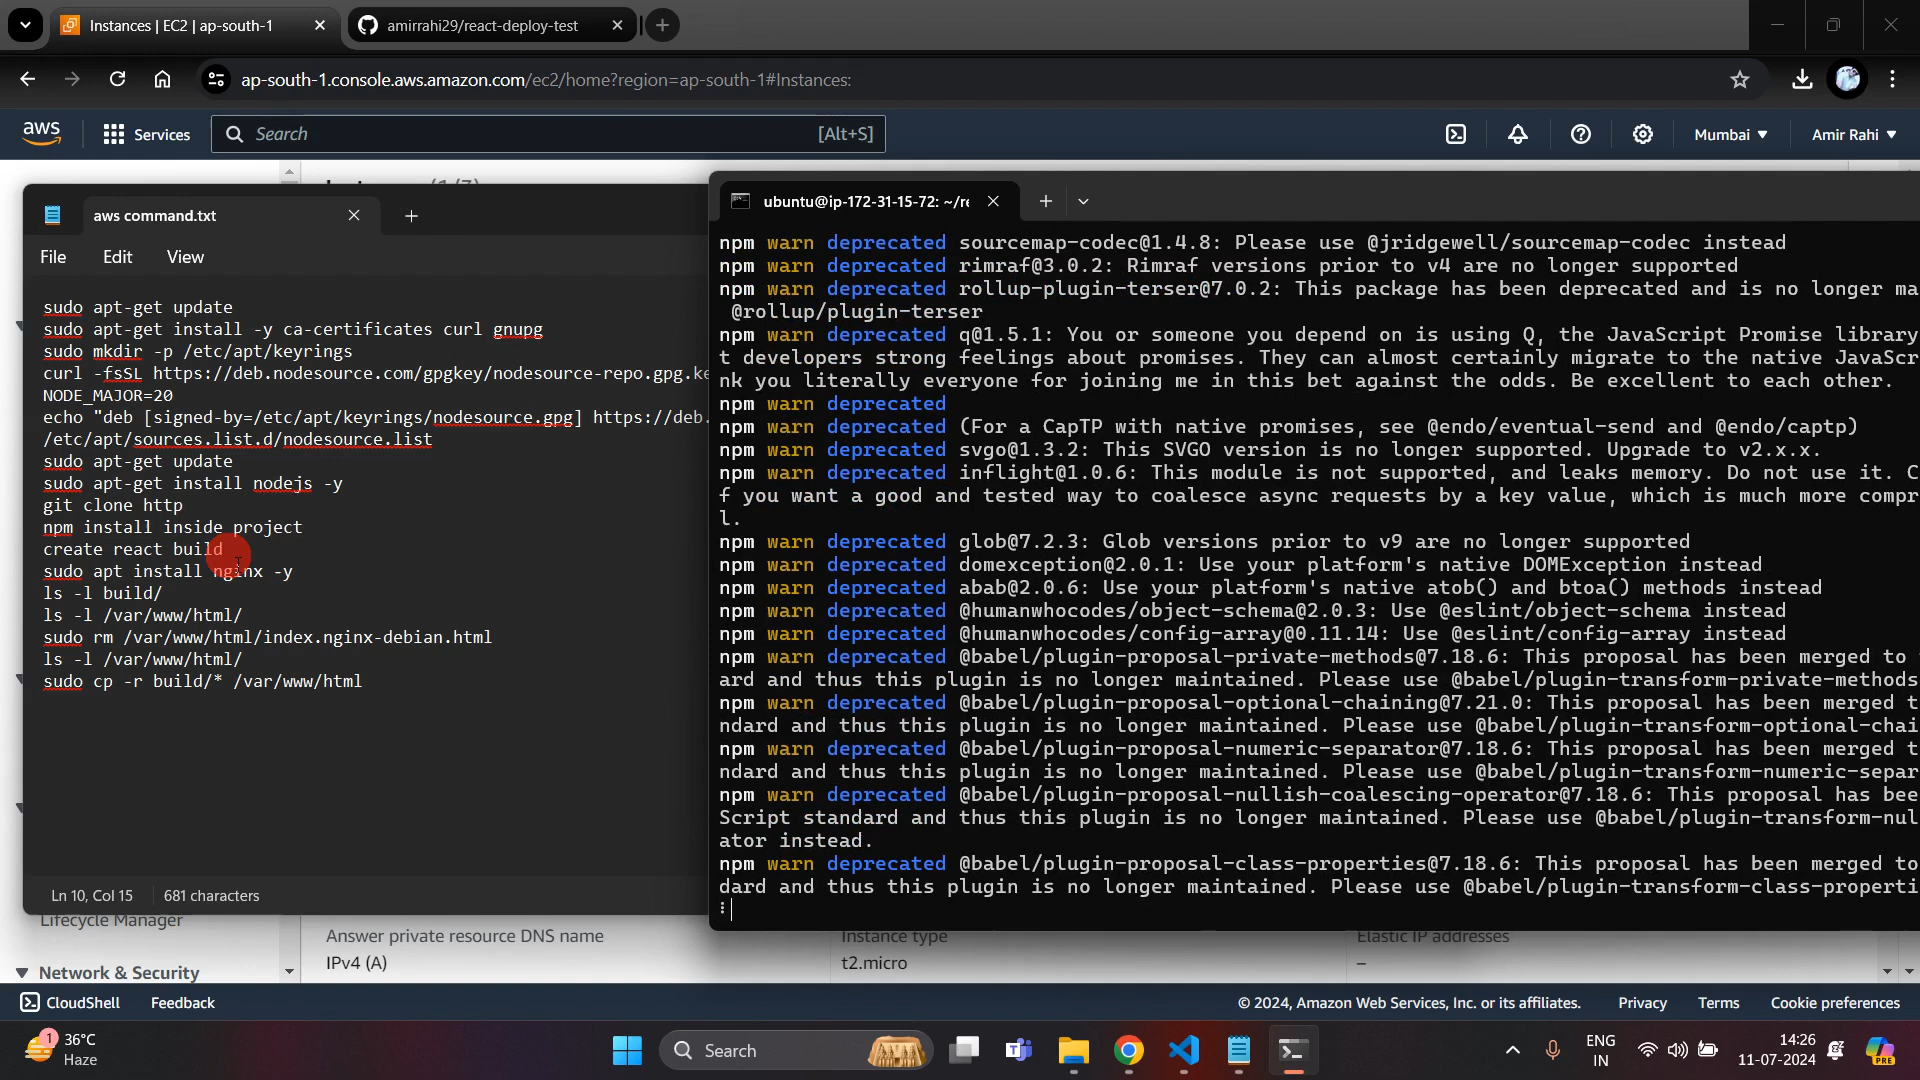 Instances | EC2 | ap-south-1
amirrahi29/react-deploy-test
ap-south-1.console.aws.amazon.com/ec2/home?region=ap-south-1#Instances:
aws
Services
Search
[Alt+S]
Mumbai
Amir Rahi
aws command.txt
File
Edit
View
sudo apt-get update
sudo apt-get install -y ca-certificates curl gnupg
sudo mkdir -p /etc/apt/keyrings
curl -fsSL https://deb.nodesource.com/gpgkey/nodesource-repo.gpg.ke
NODE_MAJOR=20
echo "deb [signed-by=/etc/apt/keyrings/nodesource.gpg] https://deb.
/etc/apt/sources.list.d/nodesource.list
sudo apt-get update
sudo apt-get install nodejs -y
git clone http
npm install inside project
create react build
sudo apt install nginx -y
ls -l build/
ls -l /var/www/html/
sudo rm /var/www/html/index.nginx-debian.html
ls -l /var/www/html/
sudo cp -r build/* /var/www/html
Ln 10, Col 15
681 characters
ubuntu@ip-172-31-15-72: ~/re
npm warn deprecated sourcemap-codec@1.4.8: Please use @jridgewell/sourcemap-codec instead
npm warn deprecated rimraf@3.0.2: Rimraf versions prior to v4 are no longer supported
npm warn deprecated rollup-plugin-terser@7.0.2: This package has been deprecated and is no longer ma
@rollup/plugin-terser
npm warn deprecated q@1.5.1: You or someone you depend on is using Q, the JavaScript Promise library
t developers strong feelings about promises. They can almost certainly migrate to the native JavaScr
nk you literally everyone for joining me in this bet against the odds. Be excellent to each other.
npm warn deprecated
npm warn deprecated (For a CapTP with native promises, see @endo/eventual-send and @endo/captp)
npm warn deprecated svgo@1.3.2: This SVGO version is no longer supported. Upgrade to v2.x.x.
npm warn deprecated inflight@1.0.6: This module is not supported, and leaks memory. Do not use it. C
f you want a good and tested way to coalesce async requests by a key value, which is much more compr
l.
npm warn deprecated glob@7.2.3: Glob versions prior to v9 are no longer supported
npm warn deprecated domexception@2.0.1: Use your platform's native DOMException instead
npm warn deprecated abab@2.0.6: Use your platform's native atob() and btoa() methods instead
npm warn deprecated @humanwhocodes/object-schema@2.0.3: Use @eslint/object-schema instead
npm warn deprecated @humanwhocodes/config-array@0.11.14: Use @eslint/config-array instead
npm warn deprecated @babel/plugin-proposal-private-methods@7.18.6: This proposal has been merged to
ard and thus this plugin is no longer maintained. Please use @babel/plugin-transform-private-methods
npm warn deprecated @babel/plugin-proposal-optional-chaining@7.21.0: This proposal has been merged t
ndard and thus this plugin is no longer maintained. Please use @babel/plugin-transform-optional-chai
npm warn deprecated @babel/plugin-proposal-numeric-separator@7.18.6: This proposal has been merged t
ndard and thus this plugin is no longer maintained. Please use @babel/plugin-transform-numeric-separ
npm warn deprecated @babel/plugin-proposal-nullish-coalescing-operator@7.18.6: This proposal has bee
Script standard and thus this plugin is no longer maintained. Please use @babel/plugin-transform-nul
ator instead.
npm warn deprecated @babel/plugin-proposal-class-properties@7.18.6: This proposal has been merged to
dard and thus this plugin is no longer maintained. Please use @babel/plugin-transform-class-properti
Lifecycle Manager
Network & Security
Answer private resource DNS name
IPv4 (A)
Instance type
t2.micro
Elastic IP addresses
–
CloudShell
Feedback
© 2024, Amazon Web Services, Inc. or its affiliates.
Privacy
Terms
Cookie preferences
1
36°C
Haze
Search
ENG
IN
14:26
11-07-2024
PRE